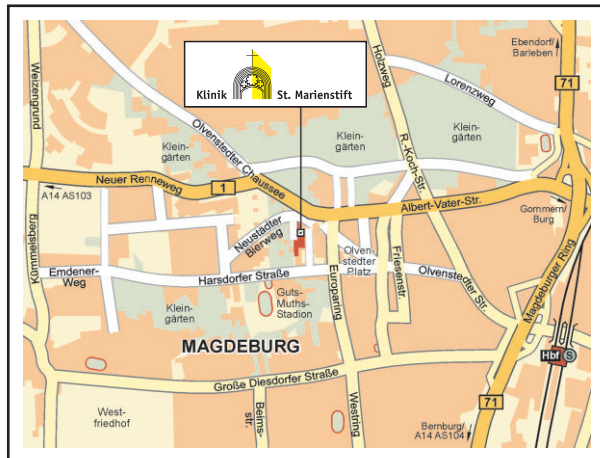 Ebendorf/
Barleben
71
Holzweg
Lorenzweg
Weizengrund
Klinik St. Marienstift
Klein-
gärten
Olvenstedter Chaussee
Klein-
gärten
Klein-
gärten
R.-Koch-Str.
Neuer Renneweg
1
A14 AS103
Albert-Vater-Str.
Gommern/
Burg
Kümmelsberg
Neustädter
Bierweg
Olven-
stedter
Platz
Friesenstr.
Magdeburger Ring
Emdener-
Weg
Harsdorfer Straße
Europaring
Olvenstedter Str.
Klein-
gärten
Guts-
Muths-
Stadion
MAGDEBURG
Hbf S
Große Diesdorfer Straße
West-
friedhof
Beims-
str.
Westring
71
Bernburg/
A14 AS104